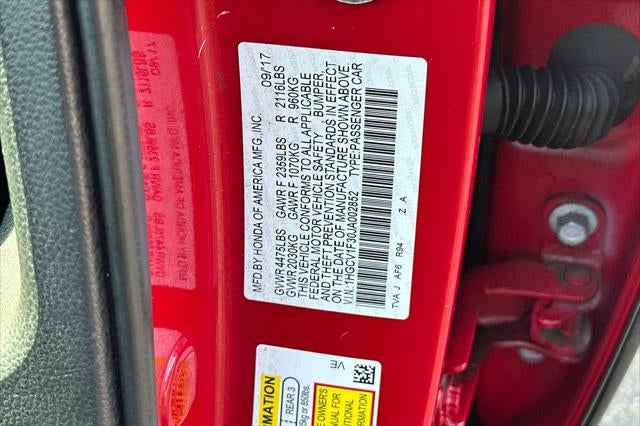 MFD.BY HONDA OF AMERICA MFG.,INC. 09/17
GVWR 4475LBS GAWR F 2359LBS R 2116LBS
GVWR 2030KG GAWR F 1070KG R 960KG
THIS VEHICLE CONFORMS TO ALL APPLICABLE
FEDERAL MOTOR VEHICLE SAFETY BUMPER,
AND THEFT PREVENTION STANDARDS IN EFFECT
ON THE DATE OF MANUFACTURE SHOWN ABOVE.
V.I.N.:1HGCV1F30JA002852 TYPE:PASSENGER CAR
TVA J AF6 R94 Z A
VE
REAR 3